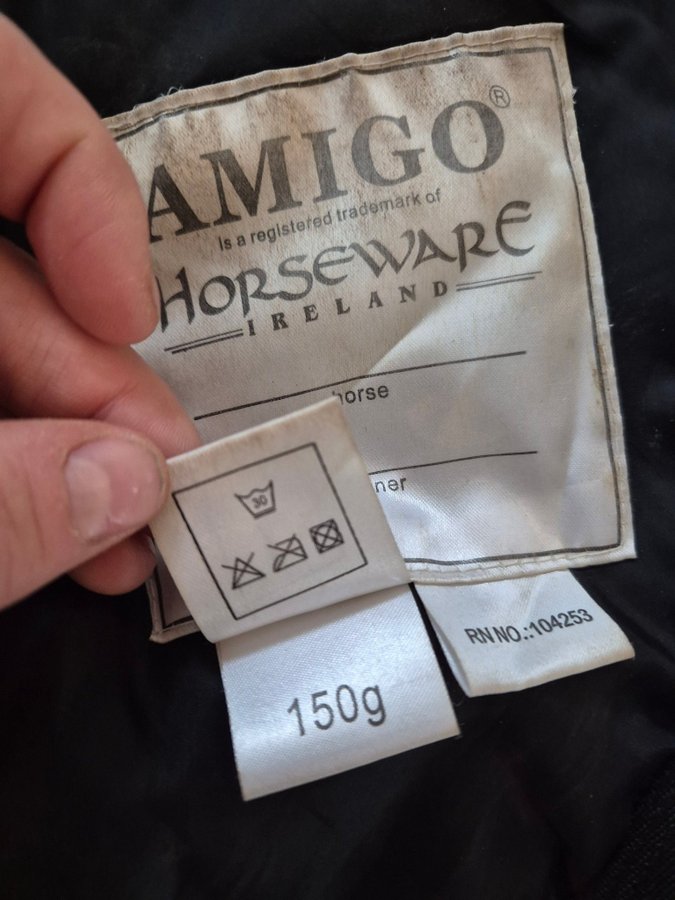 AMIGO®
Is a registered trademark of
HORSEWARE
IRELAND
horse
ner
30
150g
RN NO.:104253